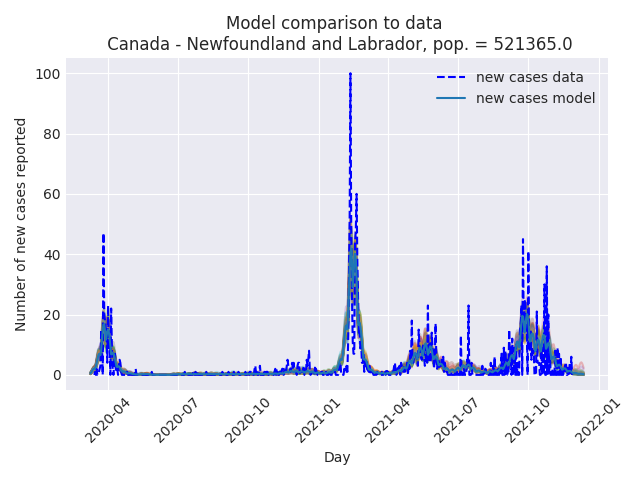 Model comparison to data
Canada - Newfoundland and Labrador, pop. = 521365.0
new cases data
new cases model
Number of new cases reported
100
80
60
40
20
0
2020-04
2020-07
2020-10
2021-01
2021-04
2021-07
2021-10
2022-01
Day